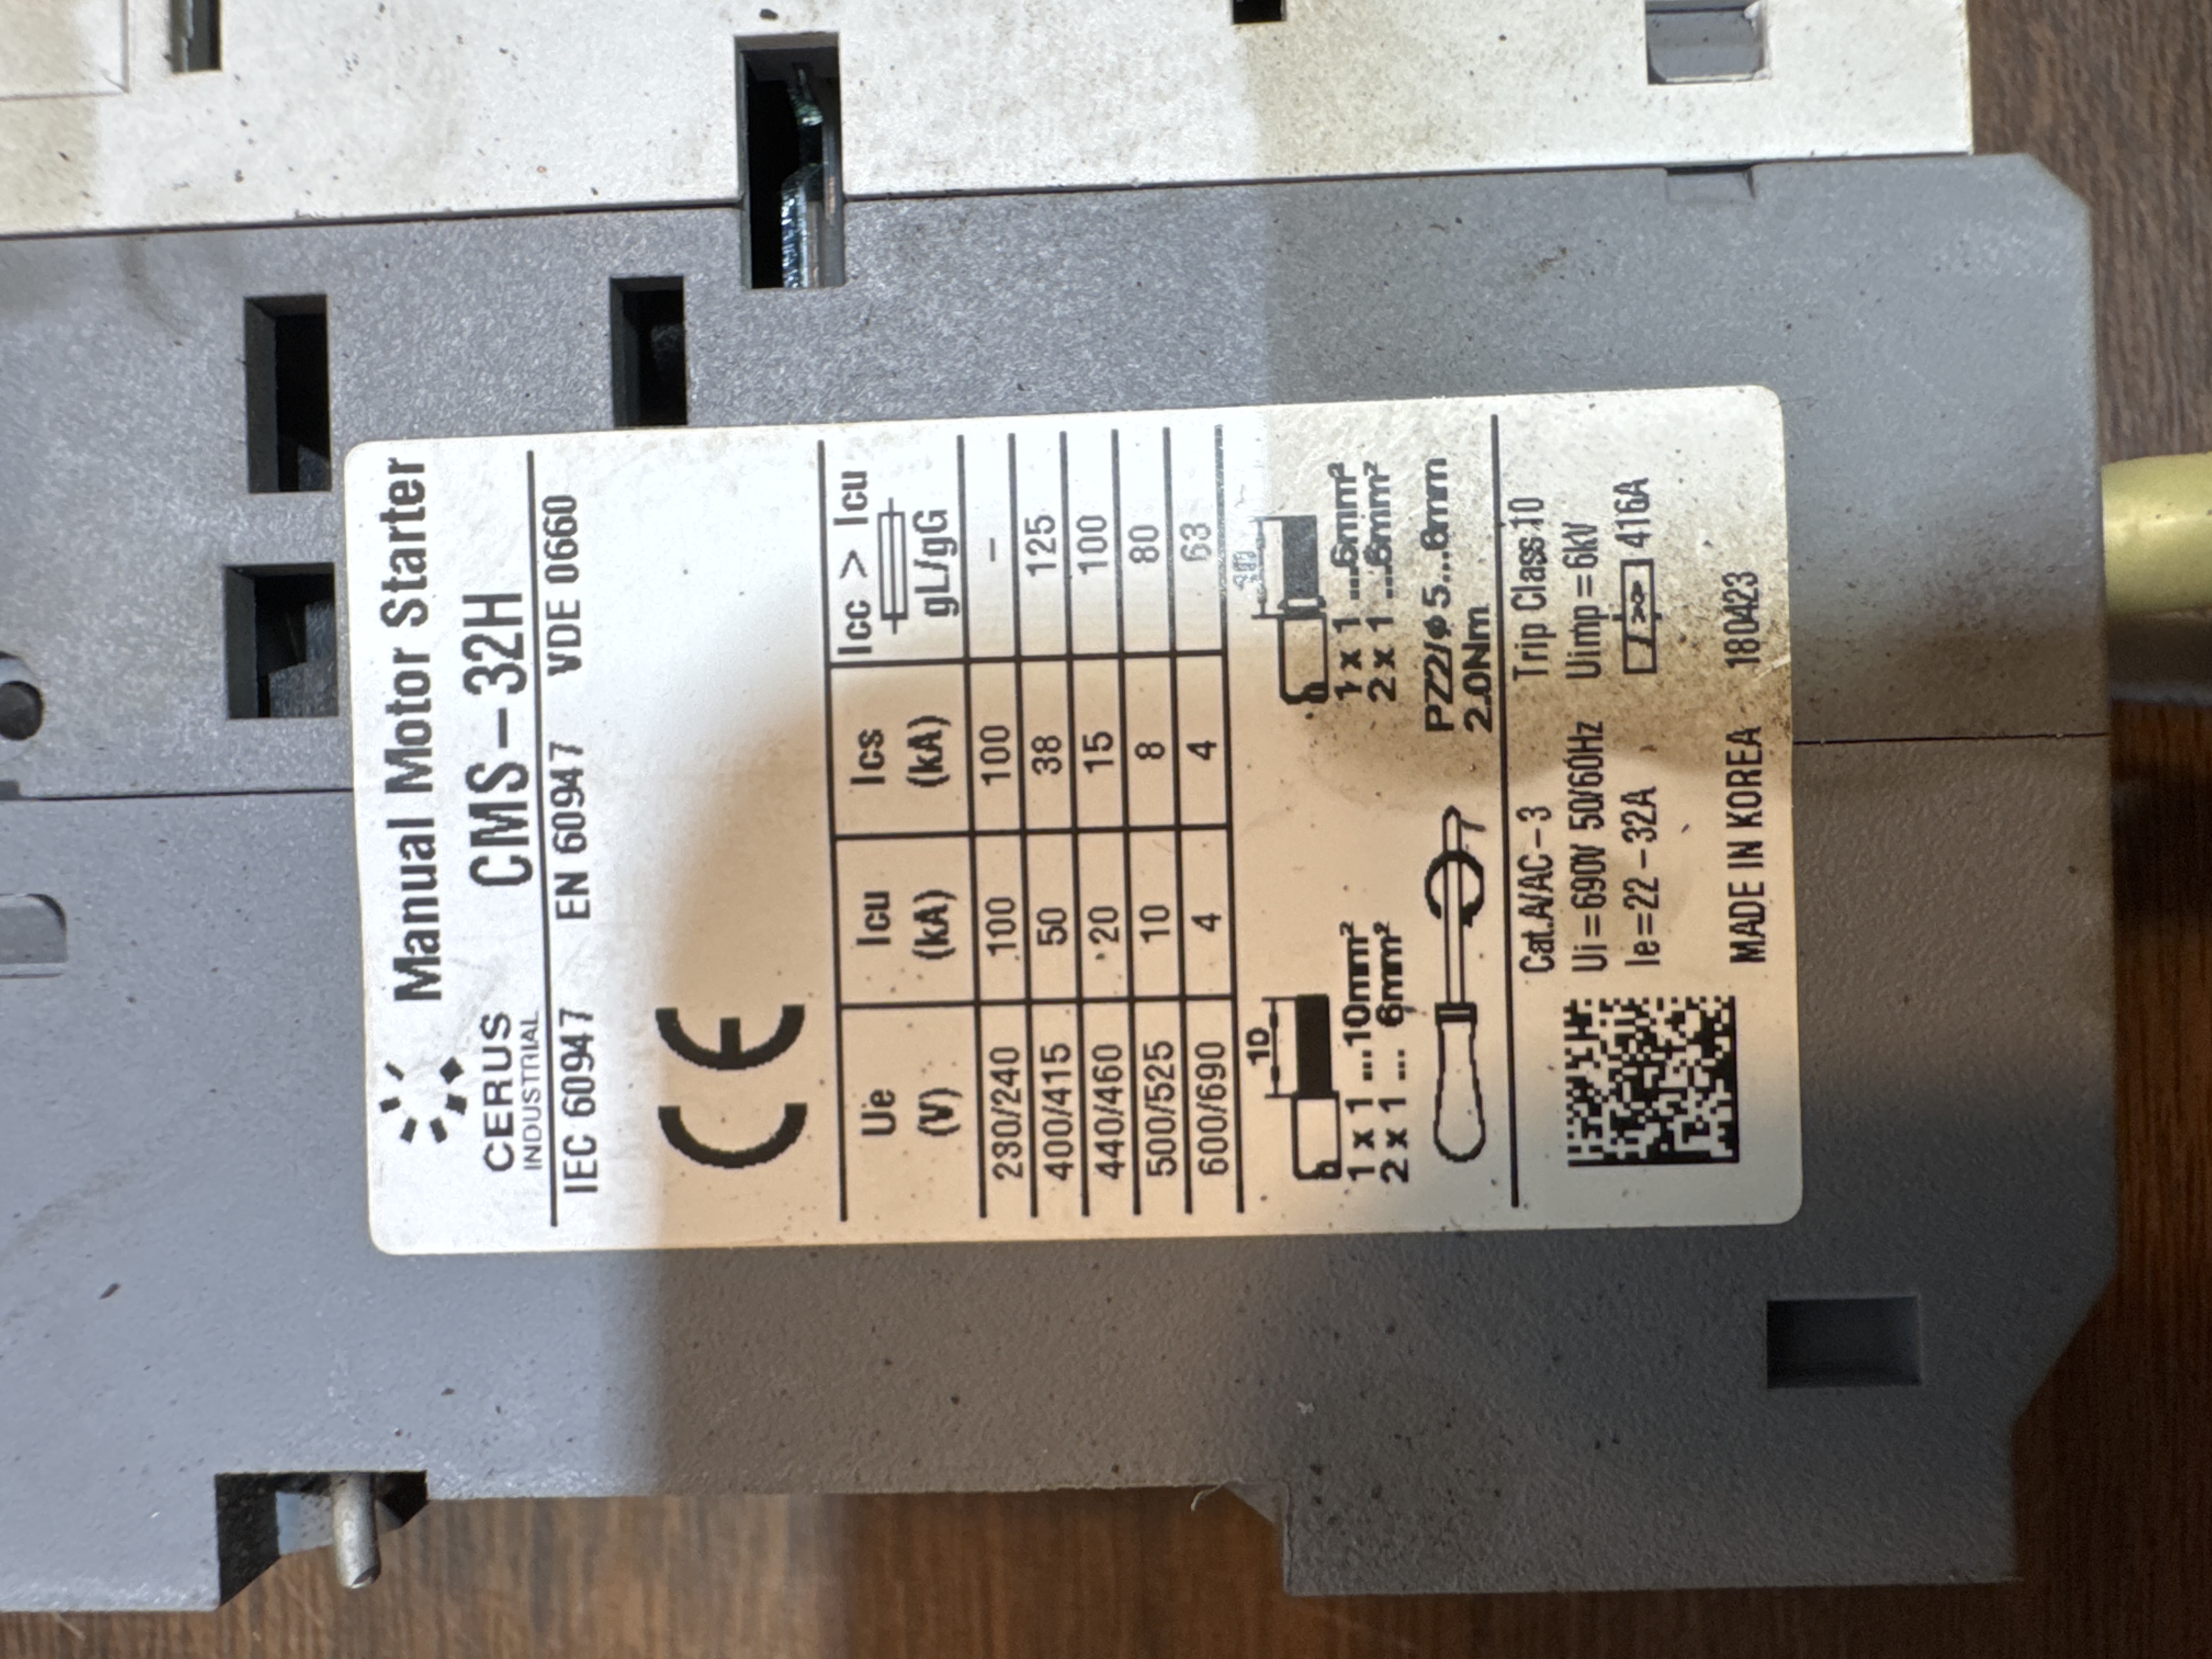 CERUS
INDUSTRIAL
Manual Motor Starter
CMS-32H
IEC 60947 EN 60947 VDE 0660
CE
Ue (V) Icu (kA) Ics (kA) Icc > Icu gL/gG
230/240 100 100 -
400/415 50 38 125
440/460 20 15 100
500/525 10 8 80
600/690 4 4 63
10
1 x 1 ...10mm² 1 x 1 ...6mm²
2 x 1 ... 6mm² 2 x 1 ...6mm²
PZ2/ϕ5...6mm
2.0Nm
Cat.A/AC-3 Trip Class 10
Ui=690V 50/60Hz Uimp=6kV
Ie=22-32A I>> 416A
MADE IN KOREA 180423